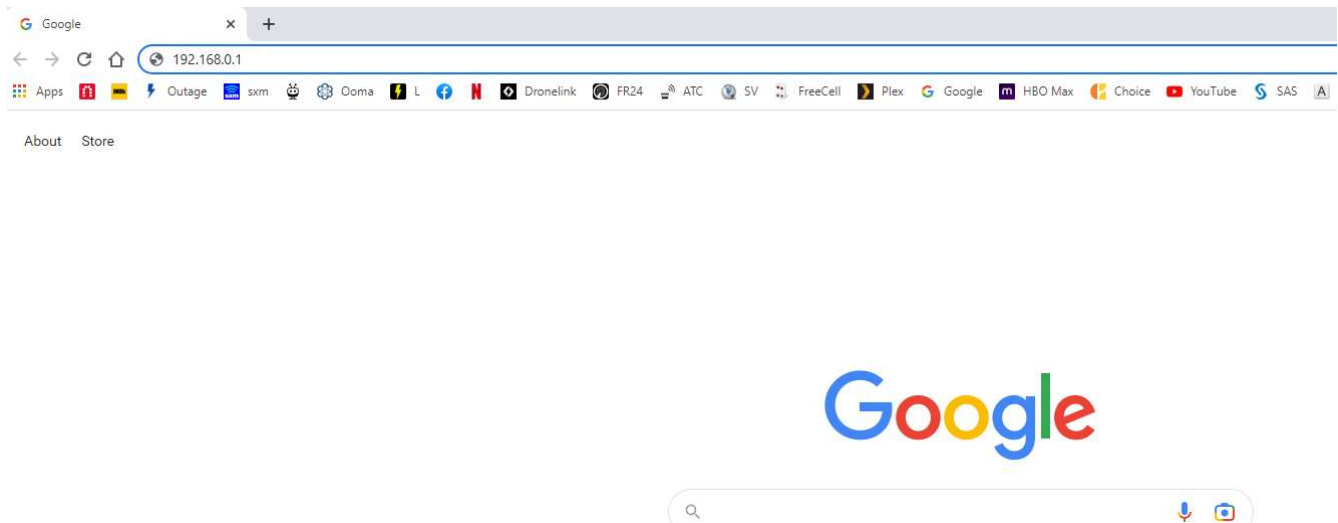 Google
192.168.0.1
Apps Outage sxm Ooma L Dronelink FR24 ATC SV FreeCell Plex Google HBO Max Choice YouTube SAS A
About Store
Google